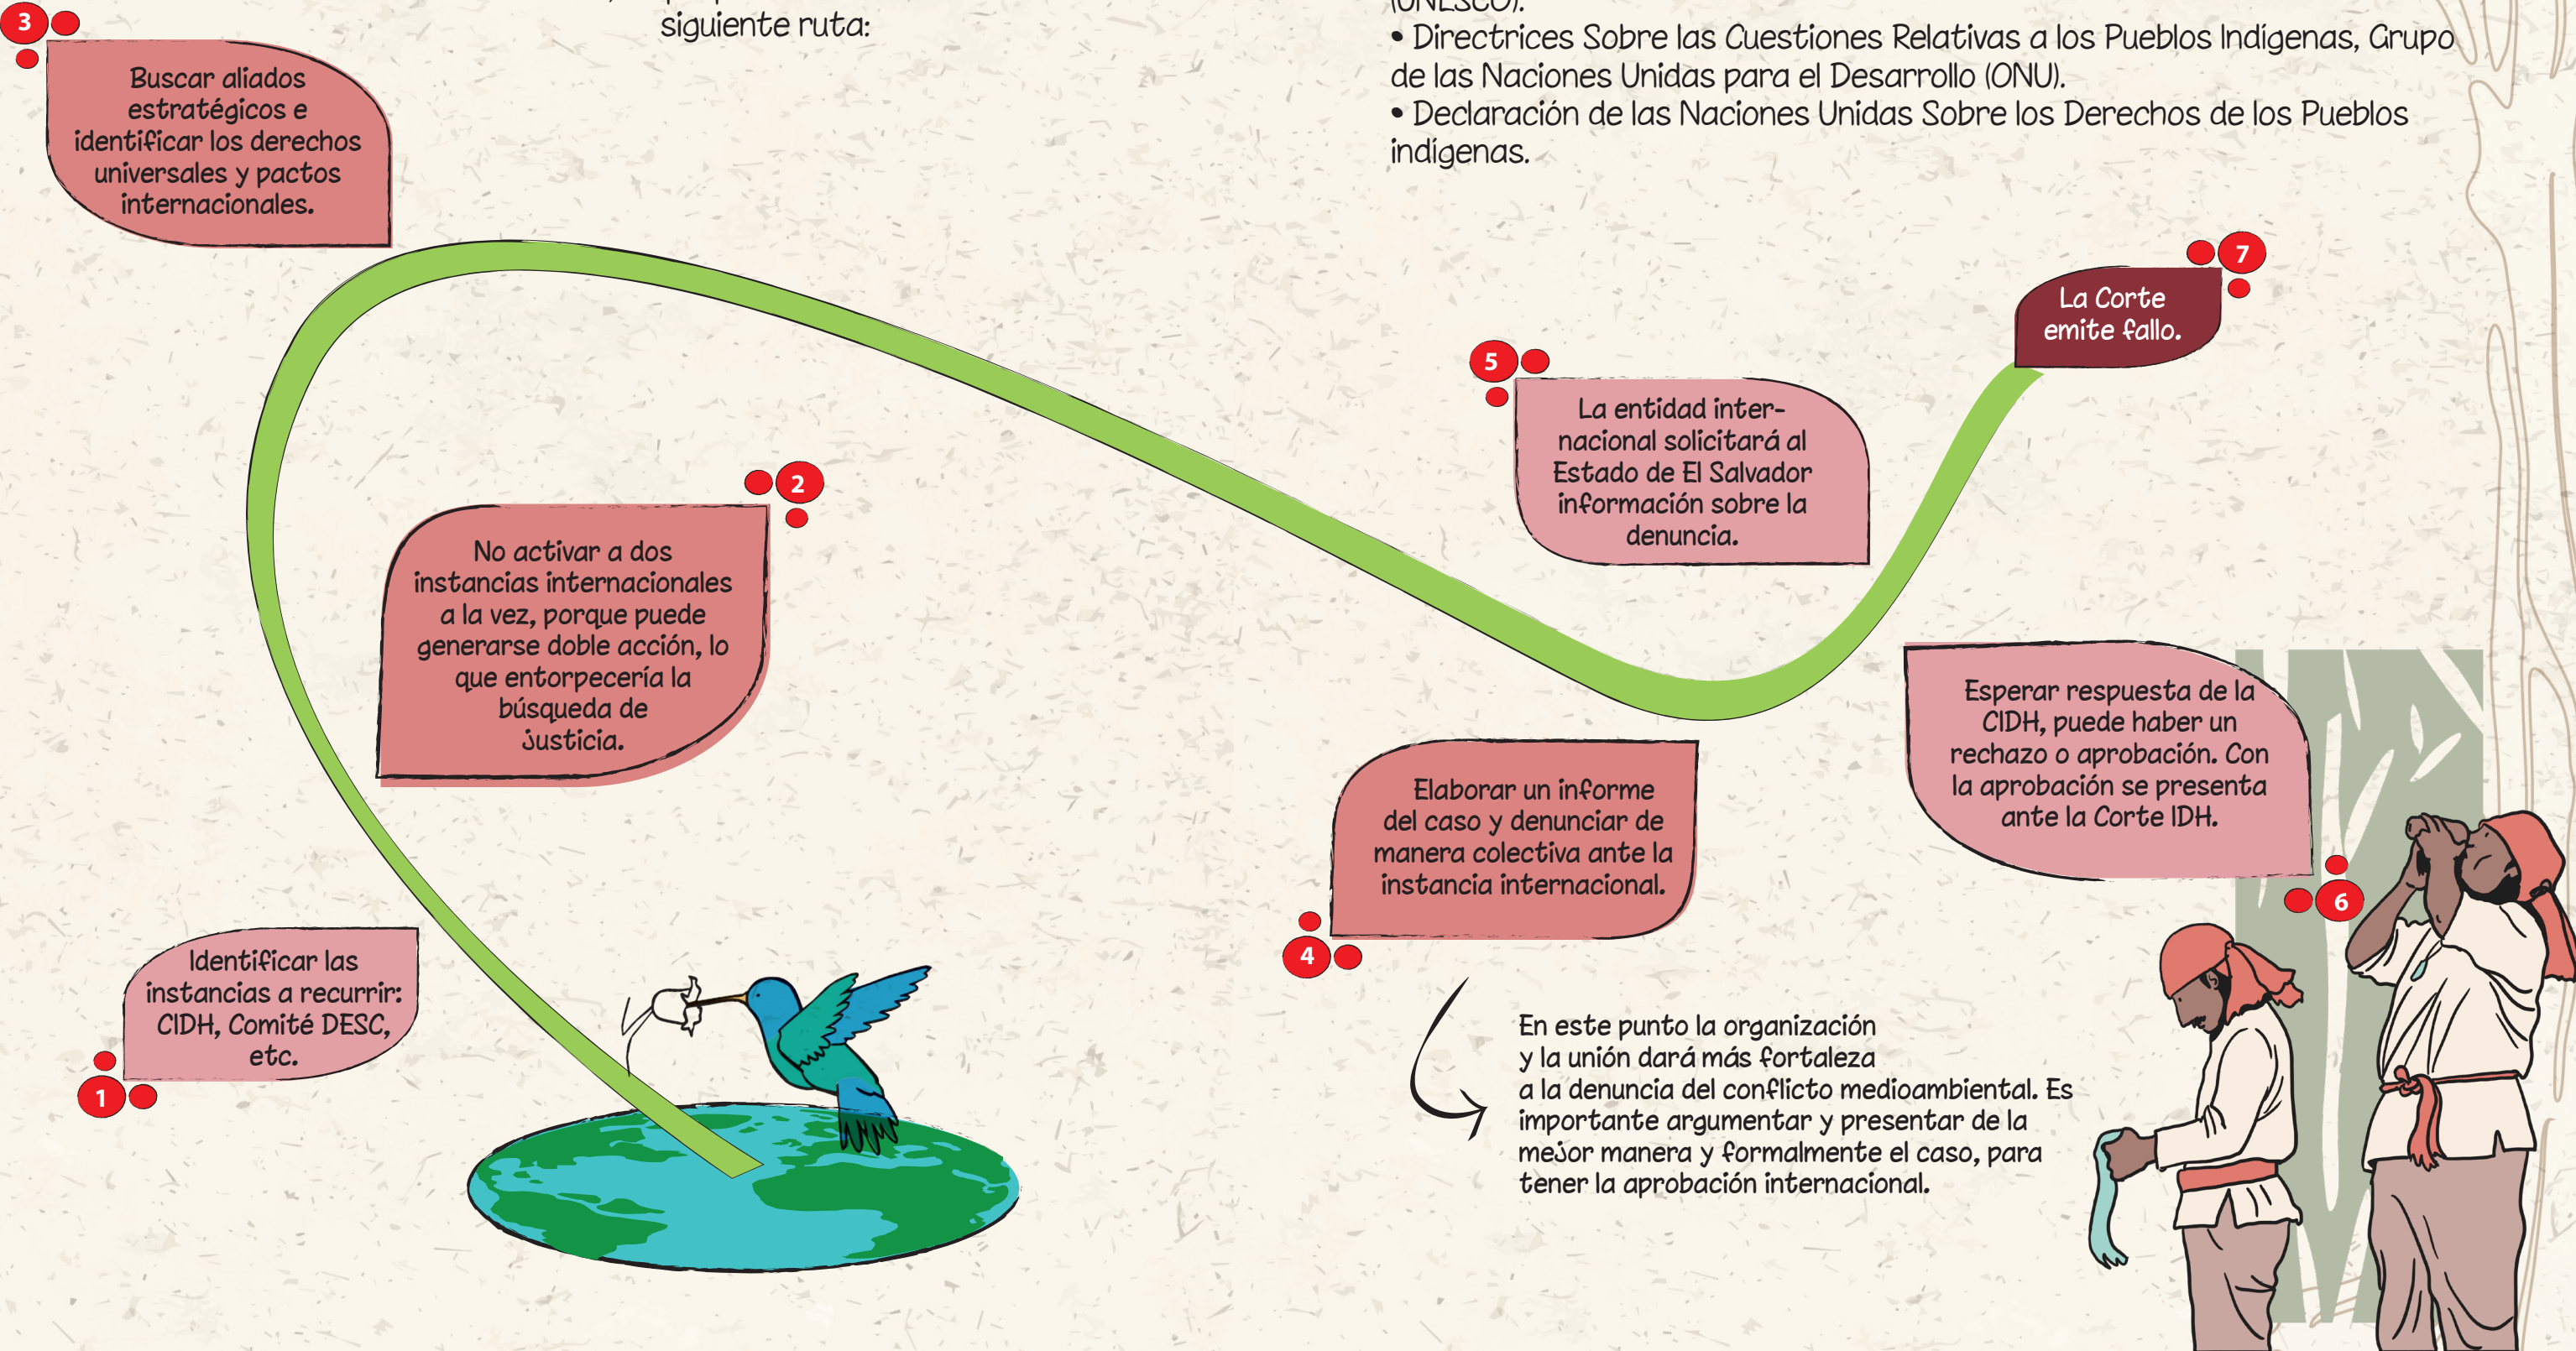 siguiente ruta:
(UNESCO).
• Directrices Sobre las Cuestiones Relativas a los Pueblos Indígenas, Grupo
de las Naciones Unidas para el Desarrollo (ONU).
• Declaración de las Naciones Unidas Sobre los Derechos de los Pueblos
indígenas.
1
Identificar las
instancias a recurrir:
CIDH, Comité DESC,
etc.
2
No activar a dos
instancias internacionales
a la vez, porque puede
generarse doble acción, lo
que entorpecería la
búsqueda de
justicia.
3
Buscar aliados
estratégicos e
identificar los derechos
universales y pactos
internacionales.
4
Elaborar un informe
del caso y denunciar de
manera colectiva ante la
instancia internacional.
En este punto la organización
y la unión dará más fortaleza
a la denuncia del conflicto medioambiental. Es
importante argumentar y presentar de la
mejor manera y formalmente el caso, para
tener la aprobación internacional.
5
La entidad inter-
nacional solicitará al
Estado de El Salvador
información sobre la
denuncia.
6
Esperar respuesta de la
CIDH, puede haber un
rechazo o aprobación. Con
la aprobación se presenta
ante la Corte IDH.
7
La Corte
emite fallo.